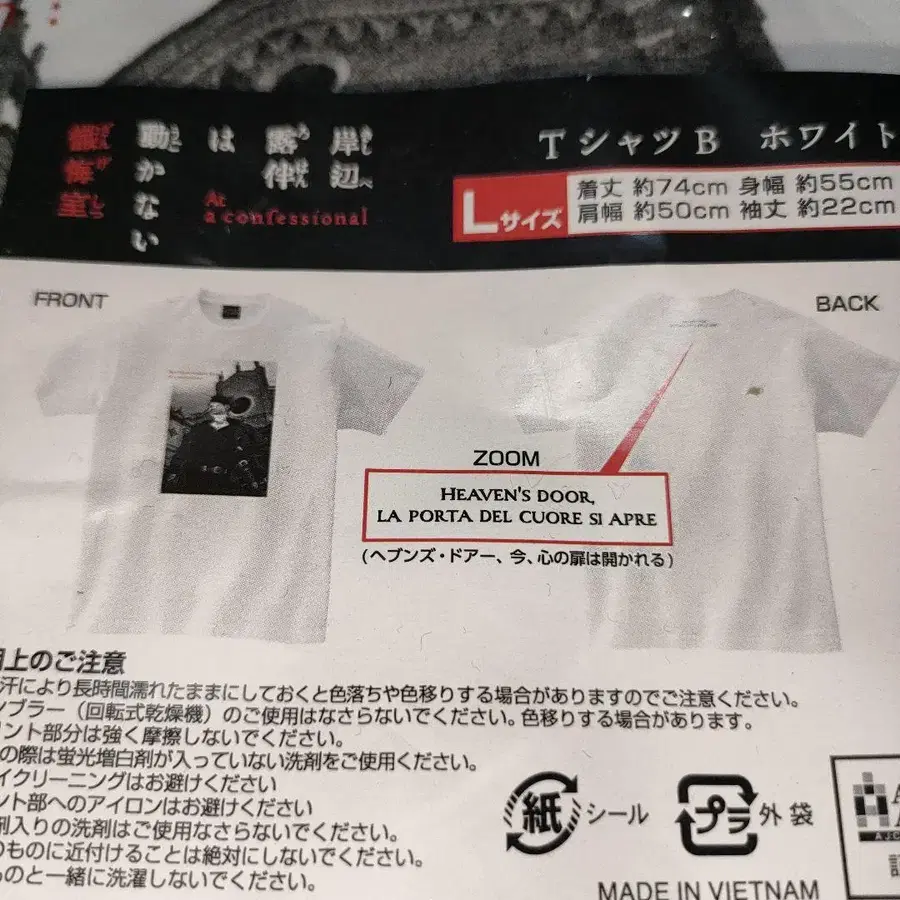 岸辺露伴は動かない
懺悔室
At
a confessional
TシャツB ホワイト
Lサイズ
着丈 約74cm 身幅 約55cm
肩幅 約50cm 袖丈 約22cm
FRONT
BACK
ZOOM
HEAVEN'S DOOR,
LA PORTA DEL CUORE SI APRE
(ヘブンズ・ドアー、今、心の扉は開かれる)
上のご注意
汗により長時間濡れたままにしておくと色落ちや色移りする場合がありますのでご注意ください。
ンブラー（回転式乾燥機）のご使用はなさらないでください。色移りする場合があります。
リント部分は強く摩擦しないでください。
の際は蛍光増白剤が入っていない洗剤をご使用ください。
イクリーニングはお避けください
ント部へのアイロンはお避けください
剤入りの洗剤はご使用なさらないでください。
のものに近付けることは絶対にしないでください。
ものと一緒に洗濯しないでください。
紙 シール
プラ 外袋
MADE IN VIETNAM